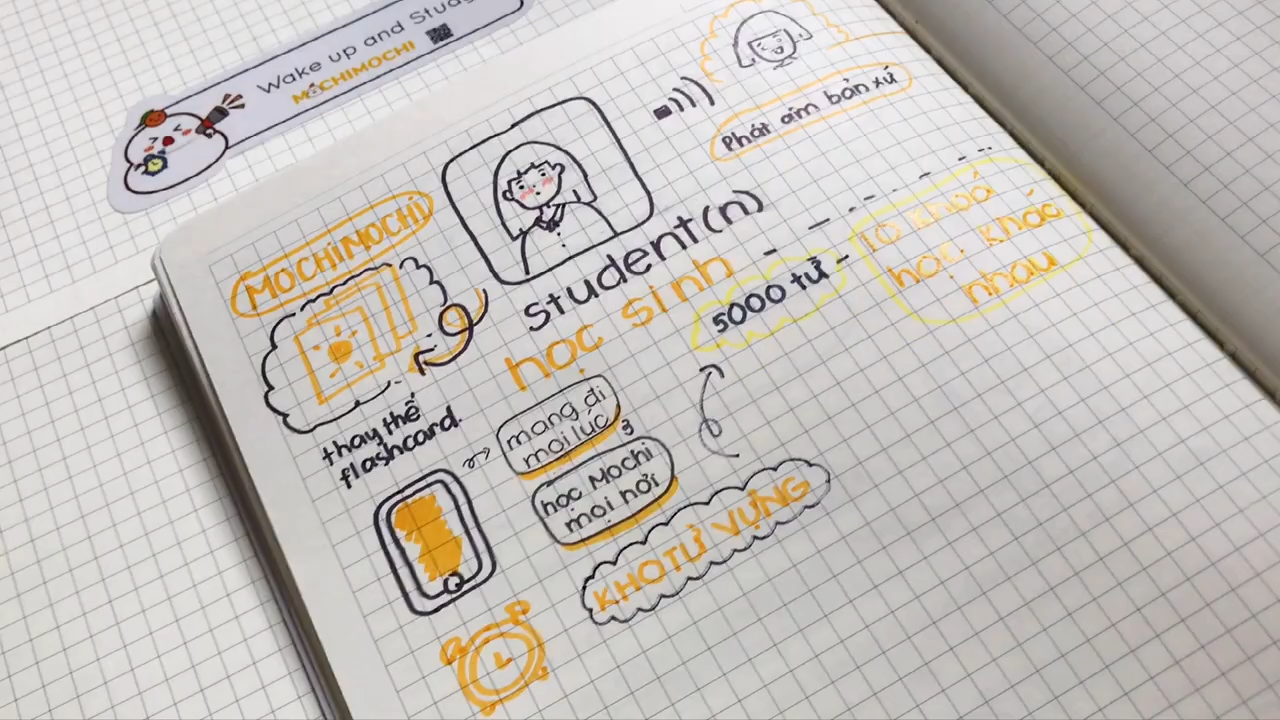 Wake up and Study
MOCHIMOCHI
Phát âm bản xứ
MOCHIMOCHI
student(n)
học sinh
5000 từ
10 khoá
học khác
nhau
thay thế
flashcard
mang đi
mọi lúc
học Mochi
mọi nơi
KHO TỪ VỰNG